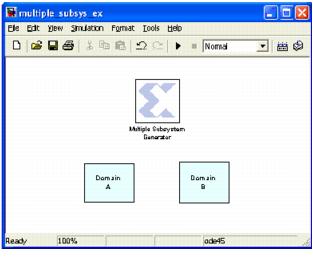 multiple_subsys_ex
File Edit View Simulation Format Tools Help
Normal
Multiple Subsystem
Generator
Domain
A
Domain
B
Ready 100% ode45